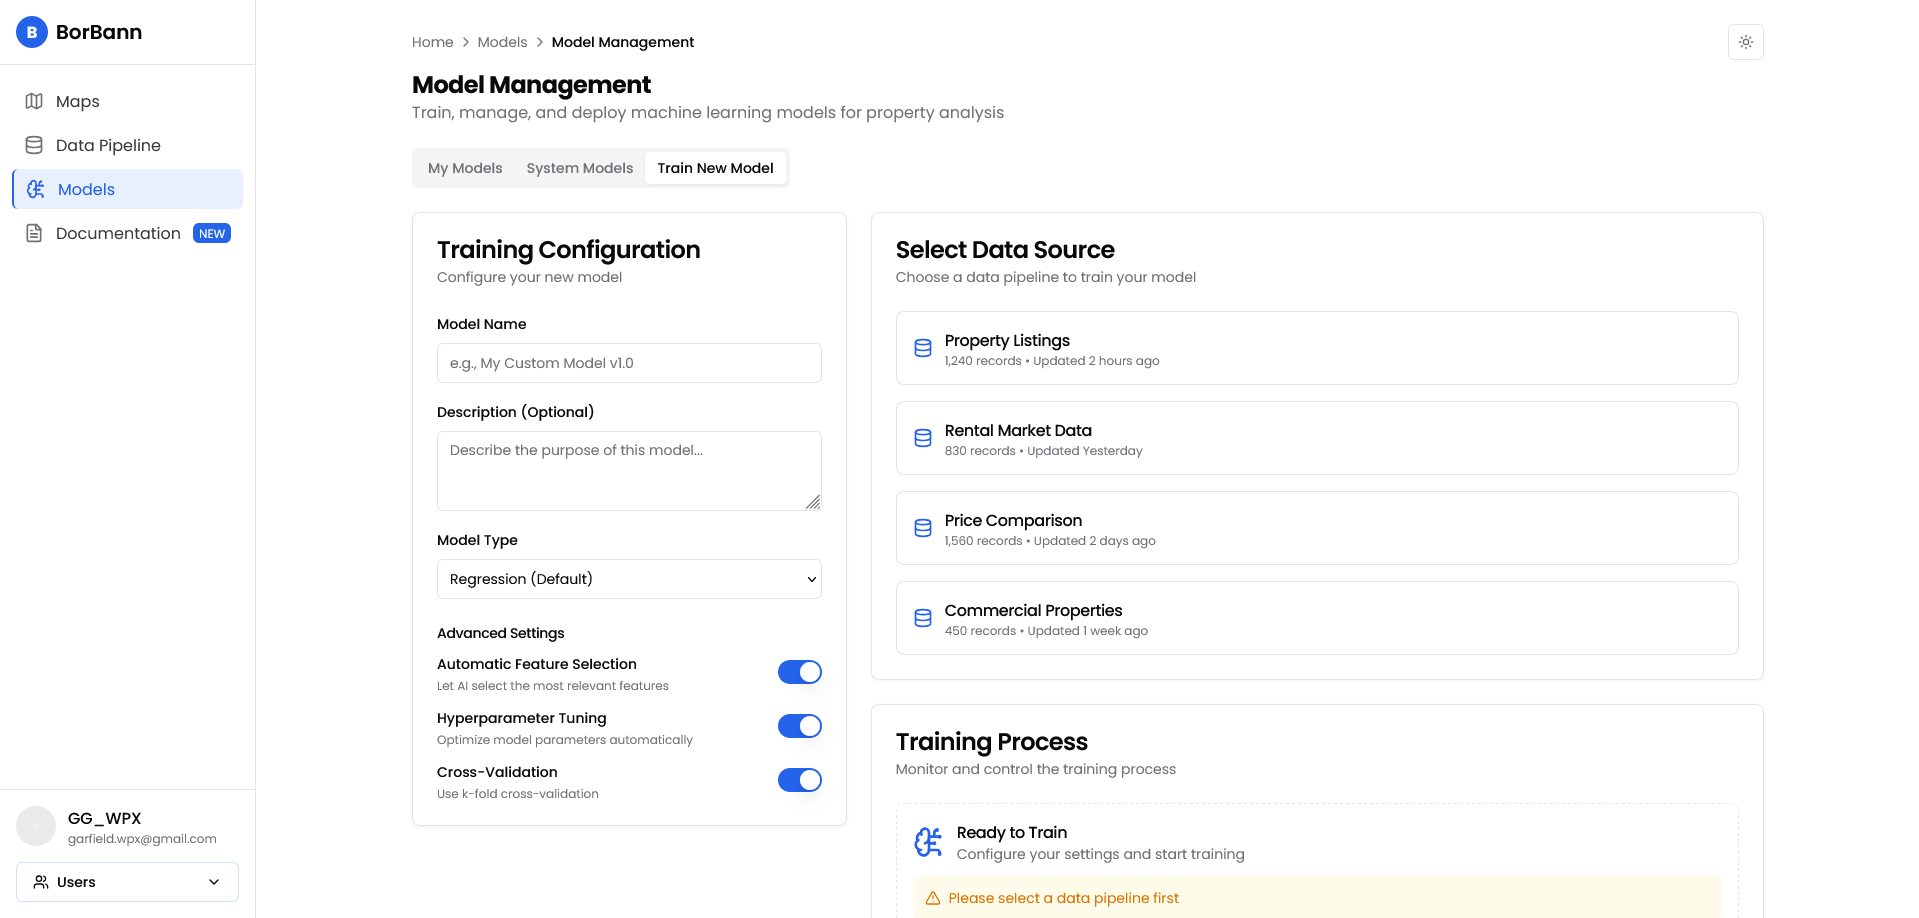 B BorBann
Maps
Data Pipeline
Models
Documentation NEW
GG_WPX
garfield.wpx@gmail.com
Users
Home > Models > Model Management
Model Management
Train, manage, and deploy machine learning models for property analysis
My Models System Models Train New Model
Training Configuration
Configure your new model
Model Name
e.g., My Custom Model v1.0
Description (Optional)
Describe the purpose of this model...
Model Type
Regression (Default)
Advanced Settings
Automatic Feature Selection
Let AI select the most relevant features
Hyperparameter Tuning
Optimize model parameters automatically
Cross-Validation
Use k-fold cross-validation
Select Data Source
Choose a data pipeline to train your model
Property Listings
1,240 records • Updated 2 hours ago
Rental Market Data
830 records • Updated Yesterday
Price Comparison
1,560 records • Updated 2 days ago
Commercial Properties
450 records • Updated 1 week ago
Training Process
Monitor and control the training process
Ready to Train
Configure your settings and start training
Please select a data pipeline first